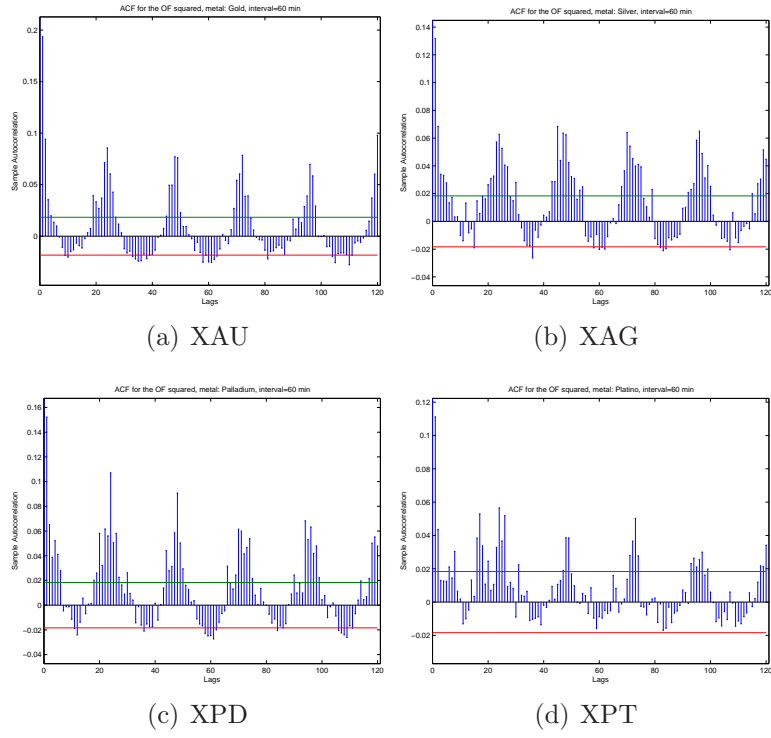 ACF for the OF squared, metal: Gold, interval=60 min
0.2
0.15
0.1
0.05
0
−0.05
Sample Autocorrelation
0 20 40 60 80 100 120
Lags
(a) XAU
ACF for the OF squared, metal: Silver, interval=60 min
0.14
0.12
0.1
0.08
0.06
0.04
0.02
0
−0.02
−0.04
Sample Autocorrelation
0 20 40 60 80 100 120
Lags
(b) XAG
ACF for the OF squared, metal: Palladium, interval=60 min
0.16
0.14
0.12
0.1
0.08
0.06
0.04
0.02
0
−0.02
−0.04
Sample Autocorrelation
0 20 40 60 80 100 120
Lags
(c) XPD
ACF for the OF squared, metal: Platino, interval=60 min
0.12
0.1
0.08
0.06
0.04
0.02
0
−0.02
Sample Autocorrelation
0 20 40 60 80 100 120
Lags
(d) XPT